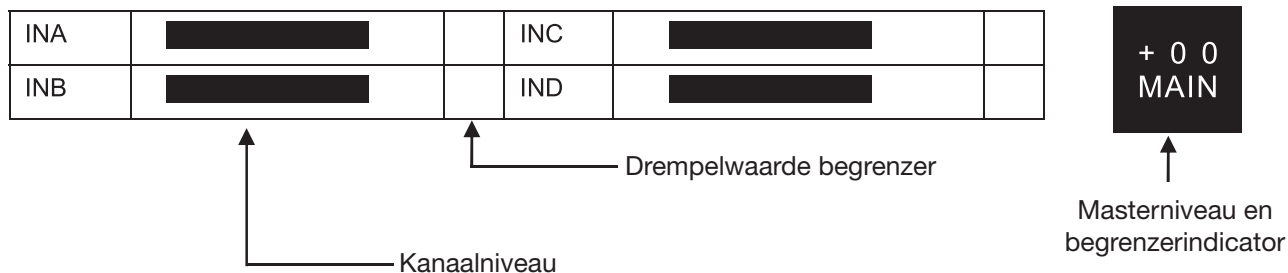 INA INC
+ 0 0
INB IND
MAIN
Drempelwaarde begrenzer
Masterniveau en
begrenzerindicator
Kanaalniveau